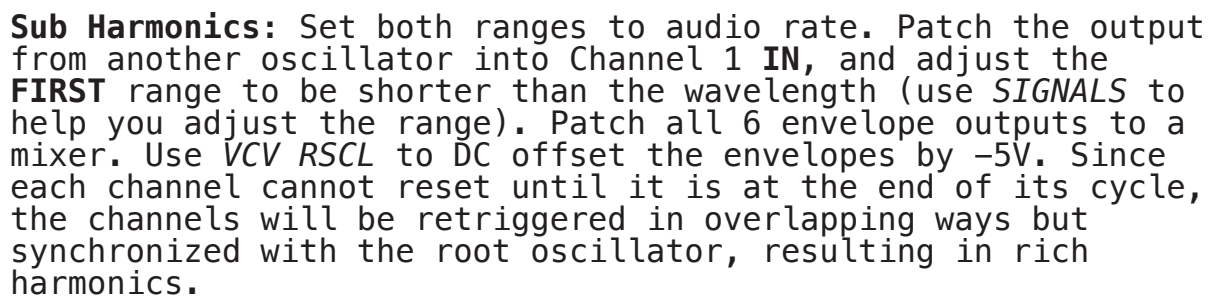 Sub Harmonics: Set both ranges to audio rate. Patch the output
from another oscillator into Channel 1 IN, and adjust the
FIRST range to be shorter than the wavelength (use SIGNALS to
help you adjust the range). Patch all 6 envelope outputs to a
mixer. Use VCV RSCL to DC offset the envelopes by –5V. Since
each channel cannot reset until it is at the end of its cycle,
the channels will be retriggered in overlapping ways but
synchronized with the root oscillator, resulting in rich
harmonics.